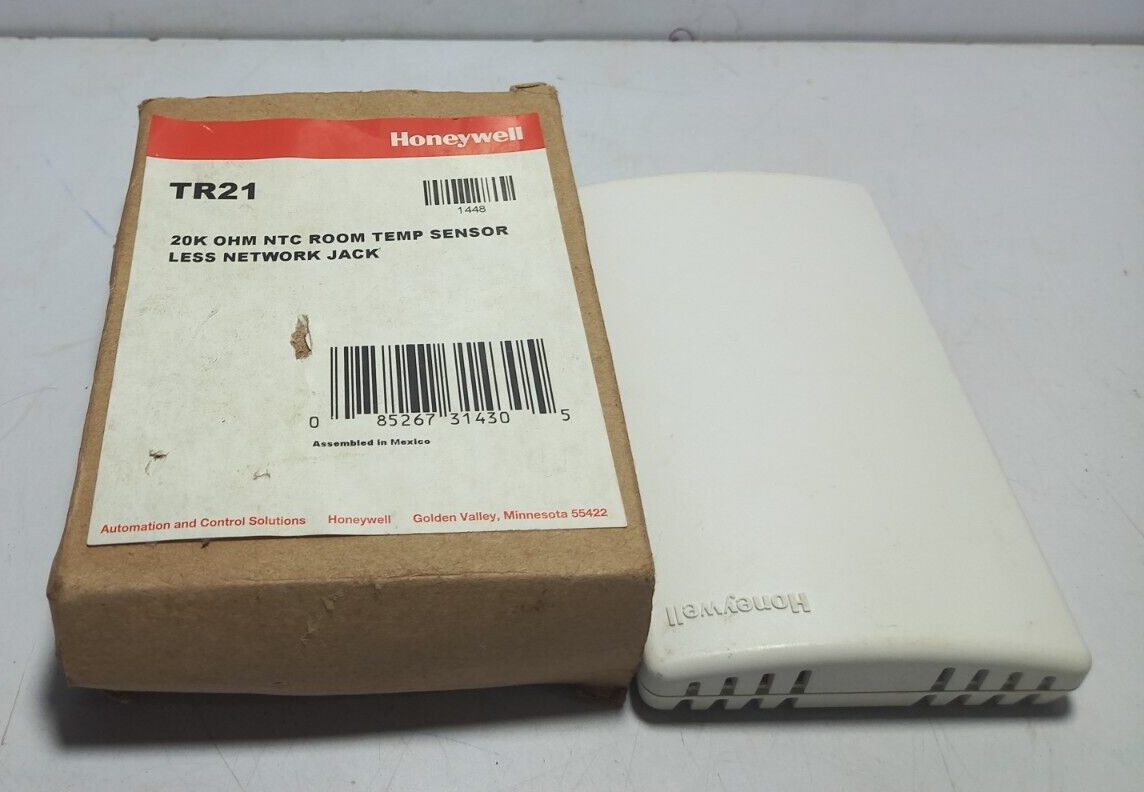 Honeywell
TR21
1448
20K OHM NTC ROOM TEMP SENSOR
LESS NETWORK JACK
0 85267 31430 5
Assembled in Mexico
Automation and Control Solutions Honeywell Golden Valley, Minnesota 55422
Honeywell